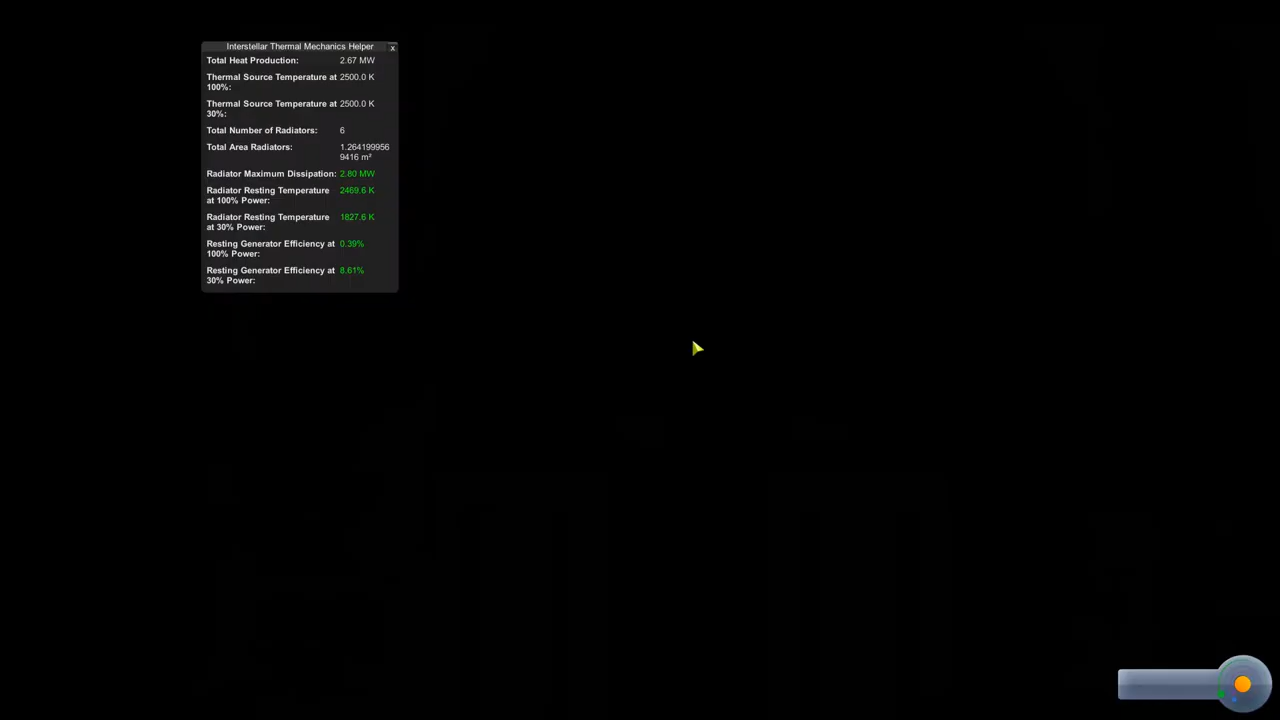 Interstellar Thermal Mechanics Helper x
Total Heat Production: 2.67 MW
Thermal Source Temperature at 2500.0 K
100%:
Thermal Source Temperature at 2500.0 K
30%:
Total Number of Radiators: 6
Total Area Radiators: 1.264199956
9416 m²
Radiator Maximum Dissipation: 2.80 MW
Radiator Resting Temperature 2469.6 K
at 100% Power:
Radiator Resting Temperature 1827.6 K
at 30% Power:
Resting Generator Efficiency at 0.39%
100% Power:
Resting Generator Efficiency at 8.61%
30% Power: